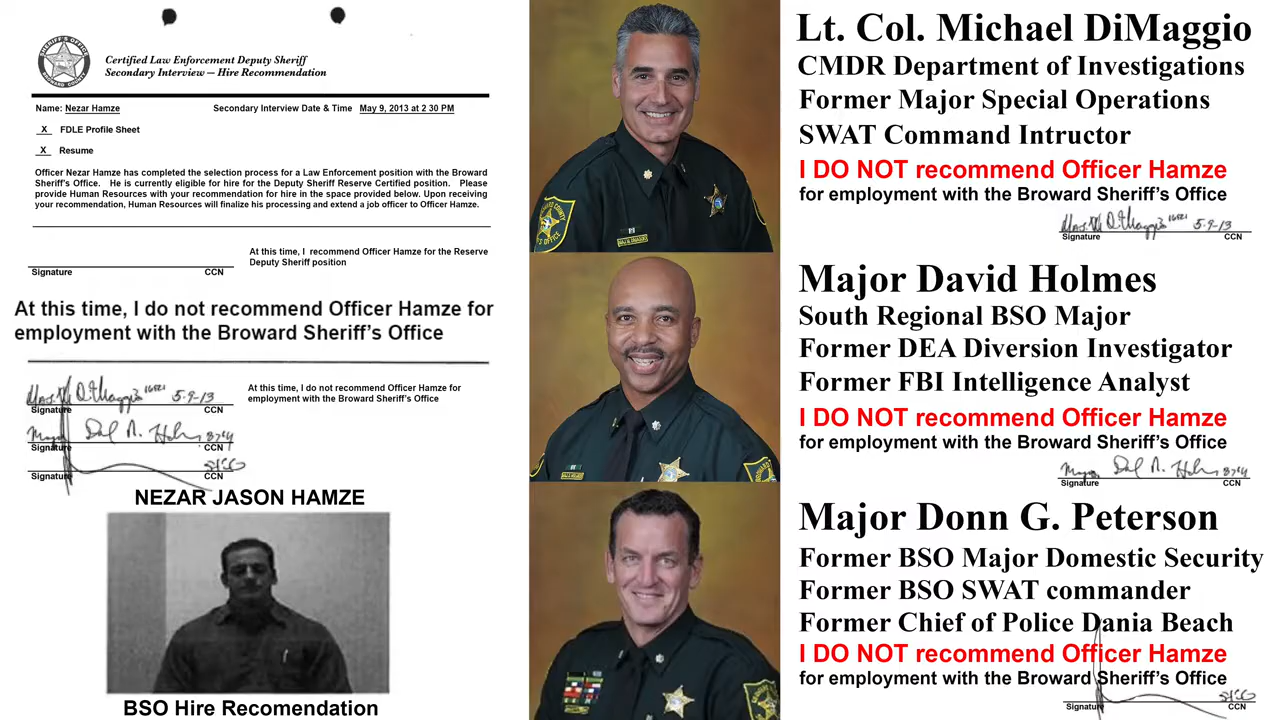 Certified Law Enforcement Deputy Sheriff
Secondary Interview — Hire Recommendation
Name: Nezar Hamze Secondary Interview Date & Time May 9, 2013 at 2 30 PM
X FDLE Profile Sheet
X Resume
Officer Nezar Hamze has completed the selection process for a Law Enforcement position with the Broward
Sheriff's Office. He is currently eligible for hire for the Deputy Sheriff Reserve Certified position. Please
provide Human Resources with your recommendation for hire in the space provided below. Upon receiving
your recommendation, Human Resources will finalize his processing and extend a job officer to Officer Hamze.
At this time, I recommend Officer Hamze for the Reserve
Deputy Sheriff position
Signature CCN
At this time, I do not recommend Officer Hamze for
employment with the Broward Sheriff's Office
5-9-13
At this time, I do not recommend Officer Hamze for
employment with the Broward Sheriff's Office
Signature CCN
Signature CCN
Signature CCN
NEZAR JASON HAMZE
BSO Hire Recomendation
Lt. Col. Michael DiMaggio
CMDR Department of Investigations
Former Major Special Operations
SWAT Command Intructor
I DO NOT recommend Officer Hamze
for employment with the Broward Sheriff's Office
5-9-13
Signature CCN
Major David Holmes
South Regional BSO Major
Former DEA Diversion Investigator
Former FBI Intelligence Analyst
I DO NOT recommend Officer Hamze
for employment with the Broward Sheriff's Office
Signature CCN
Major Donn G. Peterson
Former BSO Major Domestic Security
Former BSO SWAT commander
Former Chief of Police Dania Beach
I DO NOT recommend Officer Hamze
for employment with the Broward Sheriff's Office
Signature CCN